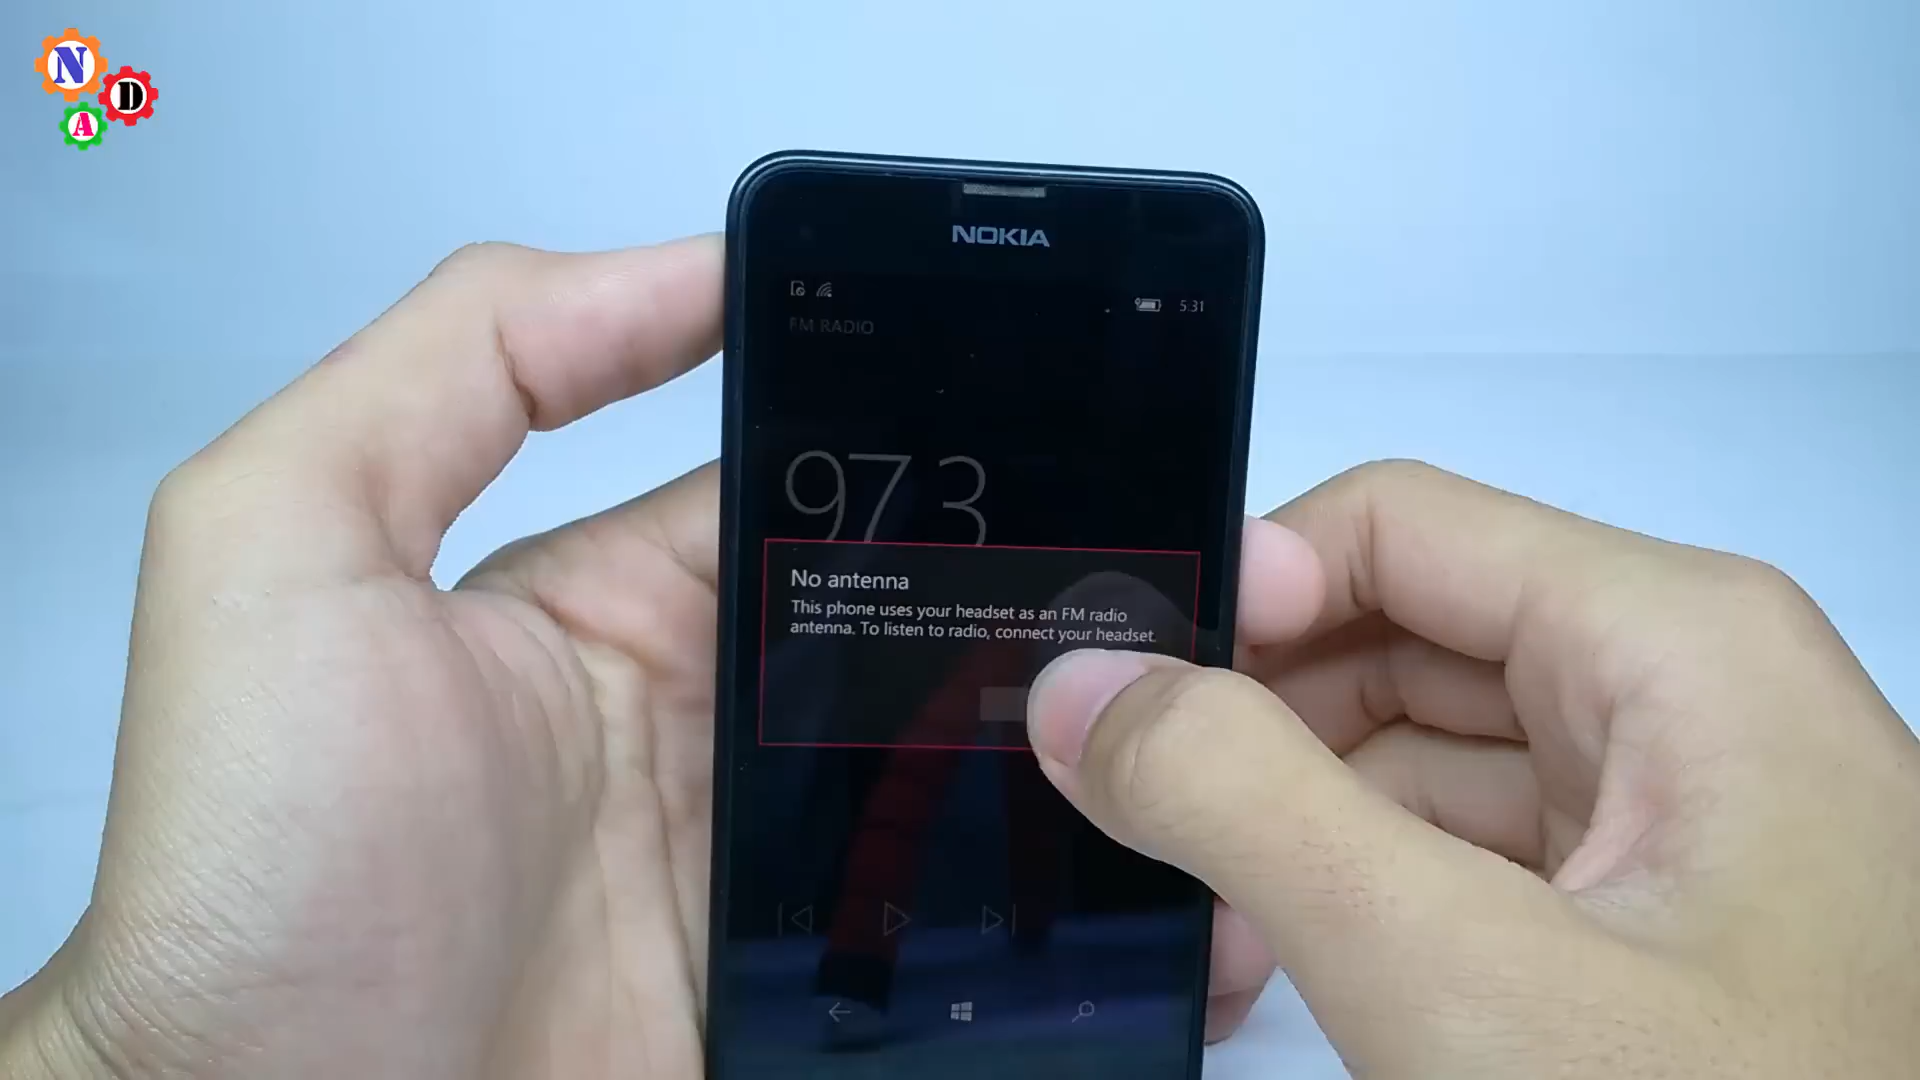 N
D
A
NOKIA
5:31
FM RADIO
97.3
No antenna
This phone uses your headset as an FM radio
antenna. To listen to radio, connect your headset.